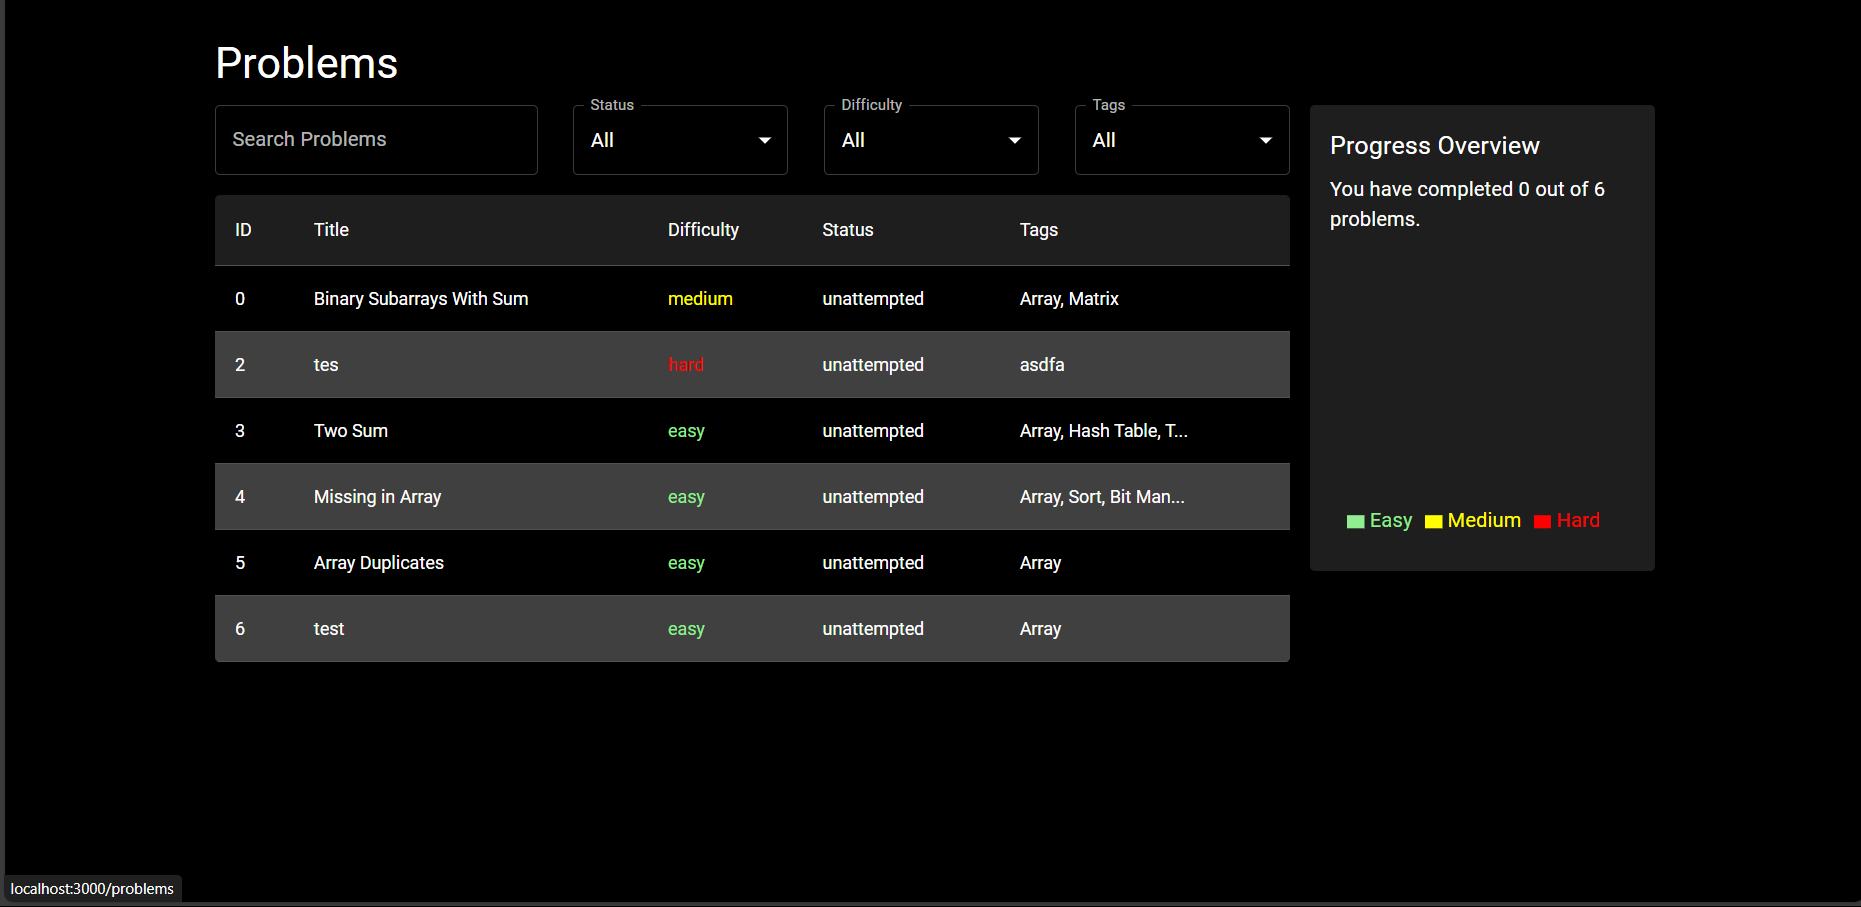 Problems
Search Problems
Status
All
Difficulty
All
Tags
All
ID Title Difficulty Status Tags
0 Binary Subarrays With Sum medium unattempted Array, Matrix
2 tes hard unattempted asdfa
3 Two Sum easy unattempted Array, Hash Table, T...
4 Missing in Array easy unattempted Array, Sort, Bit Man...
5 Array Duplicates easy unattempted Array
6 test easy unattempted Array
Progress Overview
You have completed 0 out of 6
problems.
Easy Medium Hard
localhost:3000/problems